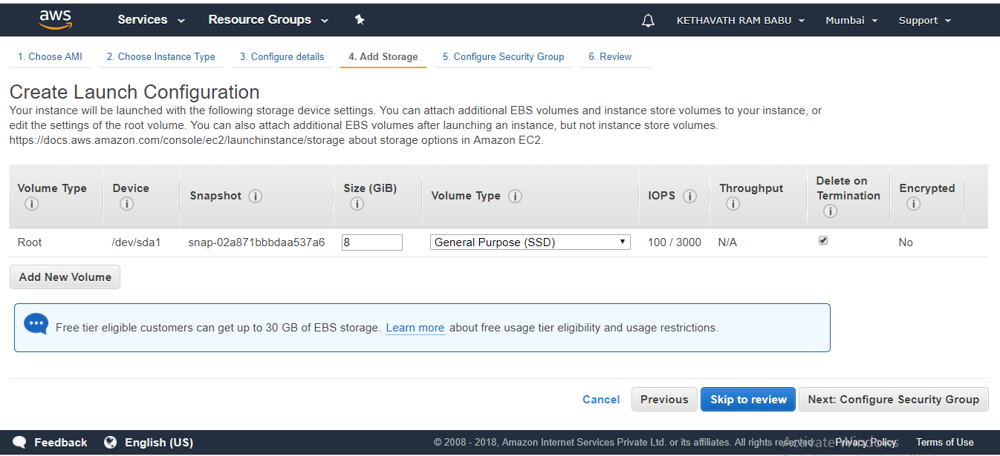 aws Services Resource Groups KETHAVATH RAM BABU Mumbai Support
1. Choose AMI 2. Choose Instance Type 3. Configure details 4. Add Storage 5. Configure Security Group 6. Review
Create Launch Configuration
Your instance will be launched with the following storage device settings. You can attach additional EBS volumes and instance store volumes to your instance, or
edit the settings of the root volume. You can also attach additional EBS volumes after launching an instance, but not instance store volumes.
https://docs.aws.amazon.com/console/ec2/launchinstance/storage about storage options in Amazon EC2.
Volume Type Device Snapshot Size (GiB) Volume Type IOPS Throughput Delete on Termination Encrypted
Root /dev/sda1 snap-02a871bbbdaa537a6 8 General Purpose (SSD) 100 / 3000 N/A No
Add New Volume
Free tier eligible customers can get up to 30 GB of EBS storage. Learn more about free usage tier eligibility and usage restrictions.
Cancel Previous Skip to review Next: Configure Security Group
Feedback English (US) © 2008 - 2018, Amazon Internet Services Private Ltd. or its affiliates. All rights reserved. Privacy Policy Terms of Use
Activate Windows